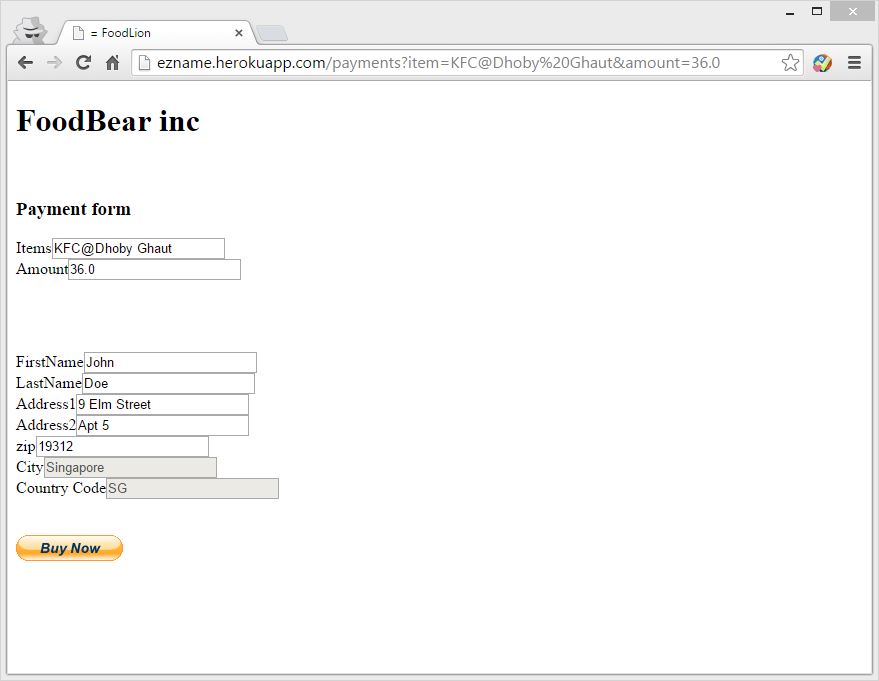 = FoodLion
ezname.herokuapp.com/payments?item=KFC@Dhoby%20Ghaut&amount=36.0
FoodBear inc
Payment form
Items KFC@Dhoby Ghaut
Amount 36.0
FirstName John
LastName Doe
Address1 9 Elm Street
Address2 Apt 5
zip 19312
City Singapore
Country Code SG
Buy Now